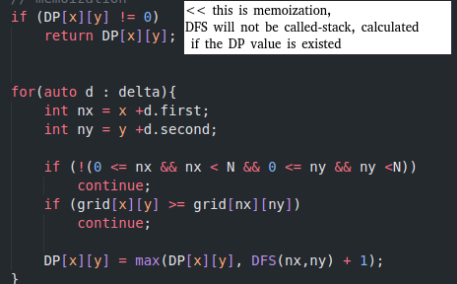 // memoization
if (DP[x][y] != 0)
return DP[x][y];
<< this is memoization,
DFS will not be called-stack, calculated
if the DP value is existed
for(auto d : delta){
int nx = x +d.first;
int ny = y +d.second;
if (!(0 <= nx && nx < N && 0 <= ny && ny <N))
continue;
if (grid[x][y] >= grid[nx][ny])
continue;
DP[x][y] = max(DP[x][y], DFS(nx,ny) + 1);
}